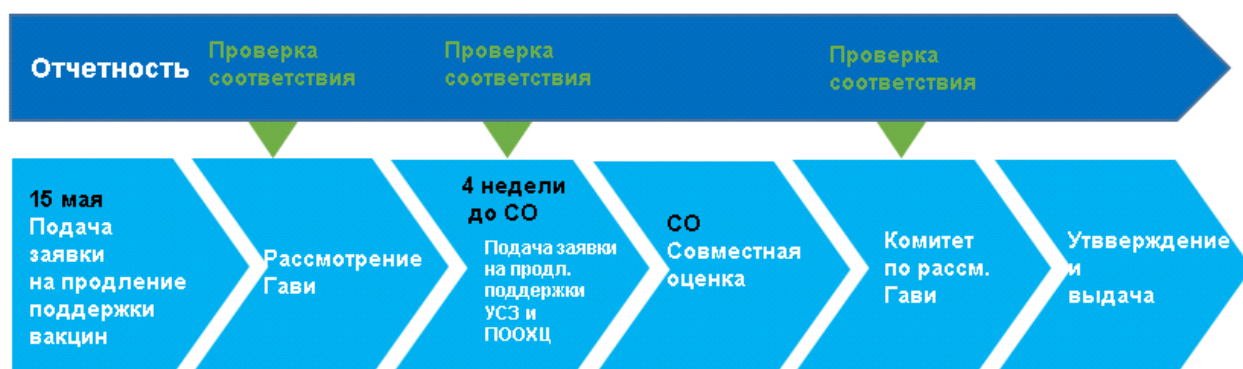 Отчетность
Проверка
соответствия
Проверка
соответствия
Проверка
соответствия
15 мая
Подача
заявки
на продление
поддержки
вакцин
Рассмотрение
Гави
4 недели
до СО
Подача заявки
на продл.
поддержки
УСЗ и
ПООХЦ
СО
Совместная
оценка
Комитет
по рассм.
Гави
Утвверждение
и
выдача